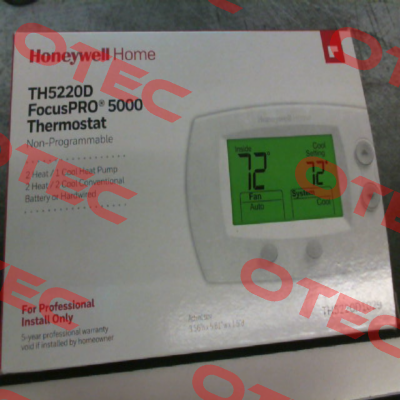 Honeywell Home
TH5220D
FocusPRO® 5000
Thermostat
Non-Programmable
2 Heat / 1 Cool Heat Pump
2 Heat / 2 Cool Conventional
Battery or Hardwired
Inside
72°
Cool
Setting
72°
Fan
Auto
System
Cool
For Professional
Install Only
5-year professional warranty
void if installed by homeowner
OTEC
OTEC
OTEC
OTEC
OTEC
OTEC